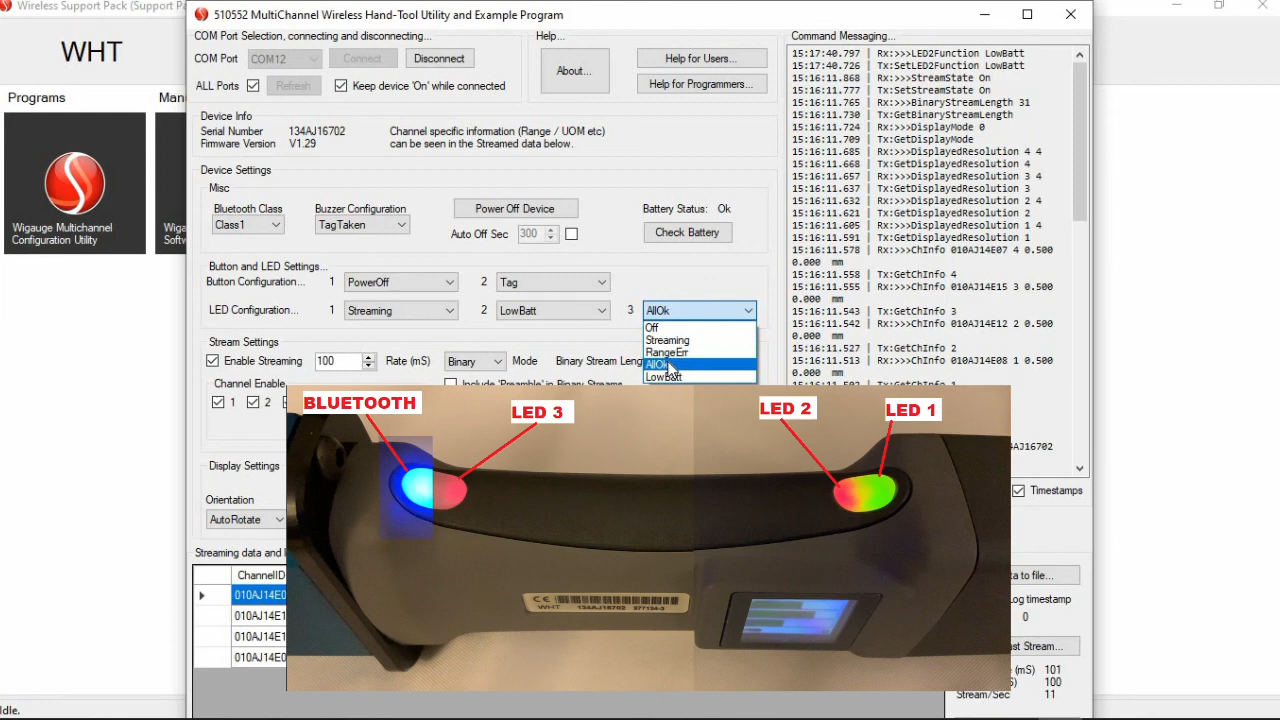 Wireless Support Pack (Support Pa
WHT
Programs
Man
Wigauge Multichannel
Configuration Utility
Wiga
Softw
Idle.
510552 MultiChannel Wireless Hand-Tool Utility and Example Program
COM Port Selection, connecting and disconnecting...
COM Port
COM12
Connect
Disconnect
ALL Ports
Refresh
Keep device 'On' while connected
Help...
About...
Help for Users...
Help for Programmers...
Device Info
Serial Number
134AJ16702
Firmware Version
V1.29
Channel specific information (Range / UOM etc)
can be seen in the Streamed data below.
Device Settings
Misc
Bluetooth Class
Class1
Buzzer Configuration
TagTaken
Power Off Device
Auto Off Sec
300
Battery Status:
Ok
Check Battery
Button and LED Settings...
Button Configuration...
1
PowerOff
2
Tag
LED Configuration...
1
Streaming
2
LowBatt
3
AllOk
Off
Streaming
RangeErr
AllOk
LowBatt
Stream Settings
Enable Streaming
100
Rate (mS)
Binary
Mode
Binary Stream Leng
Include 'Preamble' in Binary Streams
Channel Enable
1
2
Display Settings
Orientation
AutoRotate
Streaming data and l
ChannelID
010AJ14E0
010AJ14E1
010AJ14E1
010AJ14E0
Command Messaging...
15:17:40.797 | Rx:>>>LED2Function LowBatt
15:17:40.726 | Tx:SetLED2Function LowBatt
15:16:11.868 | Rx:>>>StreamState On
15:16:11.777 | Tx:SetStreamState On
15:16:11.765 | Rx:>>>BinaryStreamLength 31
15:16:11.730 | Tx:GetBinaryStreamLength
15:16:11.724 | Rx:>>>DisplayMode 0
15:16:11.709 | Tx:GetDisplayMode
15:16:11.685 | Rx:>>>DisplayedResolution 4 4
15:16:11.668 | Tx:GetDisplayedResolution 4
15:16:11.657 | Rx:>>>DisplayedResolution 3 4
15:16:11.637 | Tx:GetDisplayedResolution 3
15:16:11.632 | Rx:>>>DisplayedResolution 2 4
15:16:11.621 | Tx:GetDisplayedResolution 2
15:16:11.605 | Rx:>>>DisplayedResolution 1 4
15:16:11.591 | Tx:GetDisplayedResolution 1
15:16:11.578 | Rx:>>>ChInfo 010AJ14E07 4 0.500
0.000 mm
15:16:11.558 | Tx:GetChInfo 4
15:16:11.555 | Rx:>>>ChInfo 010AJ14E15 3 0.500
0.000 mm
15:16:11.543 | Tx:GetChInfo 3
15:16:11.542 | Rx:>>>ChInfo 010AJ14E12 2 0.500
0.000 mm
15:16:11.527 | Tx:GetChInfo 2
15:16:11.513 | Rx:>>>ChInfo 010AJ14E08 1 0.500
0.000 mm
15:16:11.497 | Tx:GetChInfo 1
J16702
Timestamps
ta to file...
Log timestamp
0
ast Stream...
(mS)
101
S)
100
Stream/Sec
11
BLUETOOTH
LED 3
LED 2
LED 1
CE
WHT
134AJ16702
977134-3